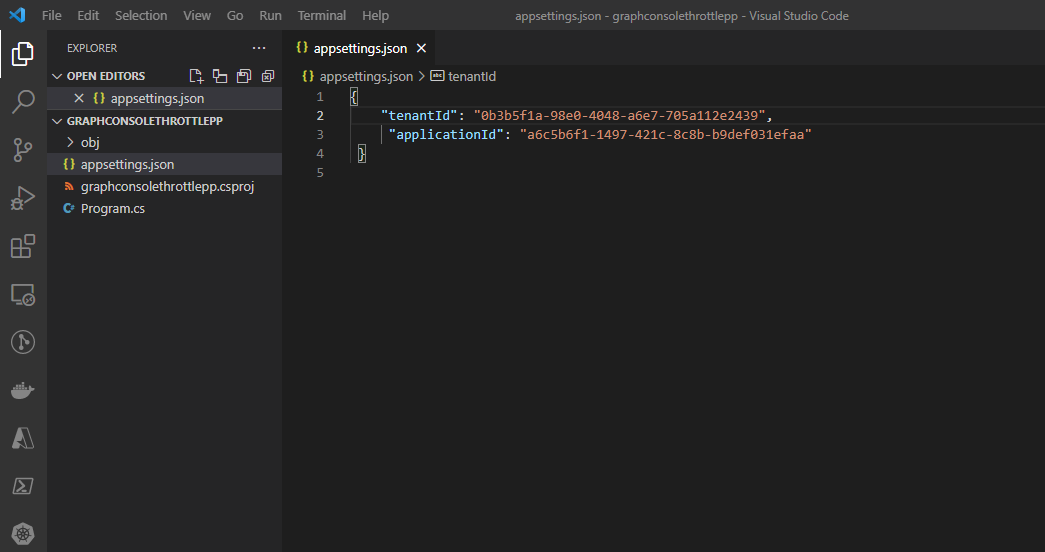 File Edit Selection View Go Run Terminal Help appsettings.json - graphconsolethrottlepp - Visual Studio Code
EXPLORER
OPEN EDITORS
{} appsettings.json
GRAPHCONSOLETHROTTLEPP
obj
{} appsettings.json
graphconsolethrottlepp.csproj
C# Program.cs
{} appsettings.json
{} appsettings.json > abc tenantId
1 {
2 "tenantId": "0b3b5f1a-98e0-4048-a6e7-705a112e2439",
3 "applicationId": "a6c5b6f1-1497-421c-8c8b-b9def031efaa"
4 }
5